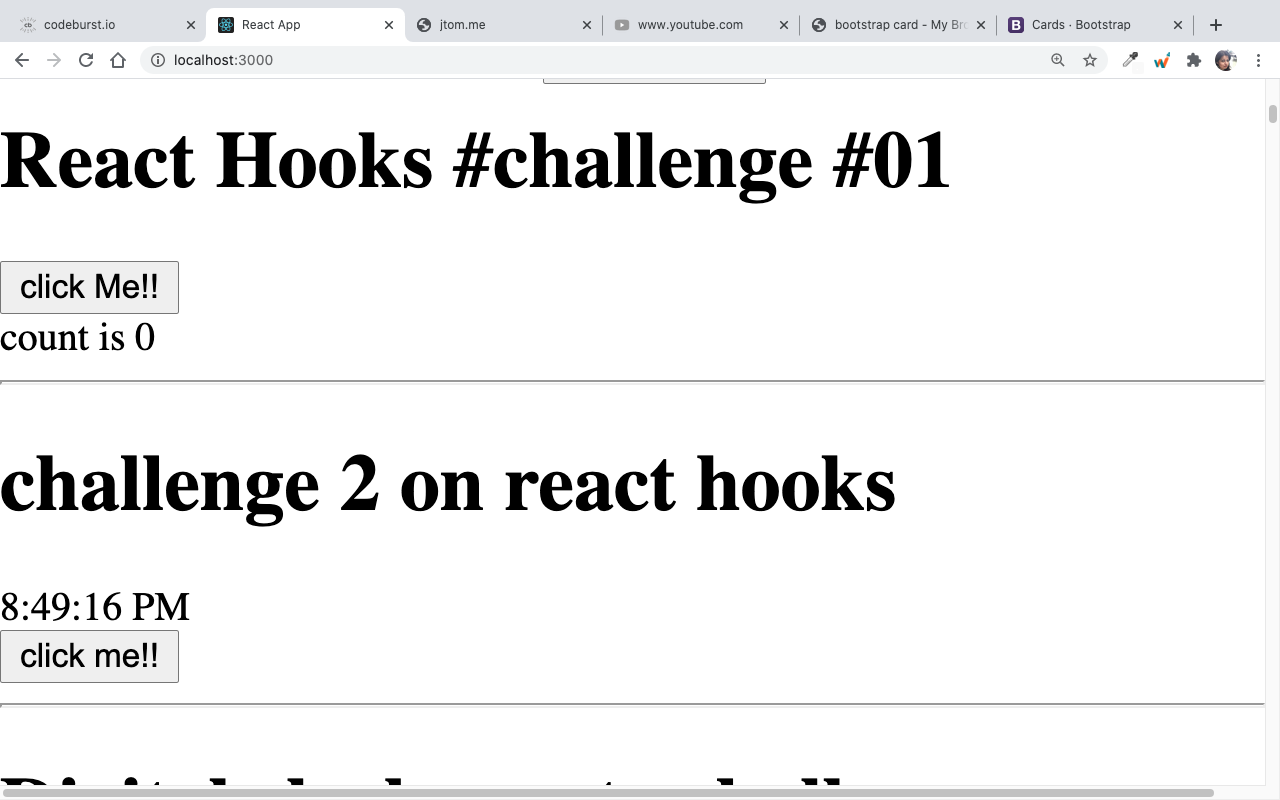 codeburst.io
React App
jtom.me
www.youtube.com
bootstrap card - My Br
Cards · Bootstrap
localhost:3000
React Hooks #challenge #01
click Me!!
count is 0
challenge 2 on react hooks
8:49:16 PM
click me!!